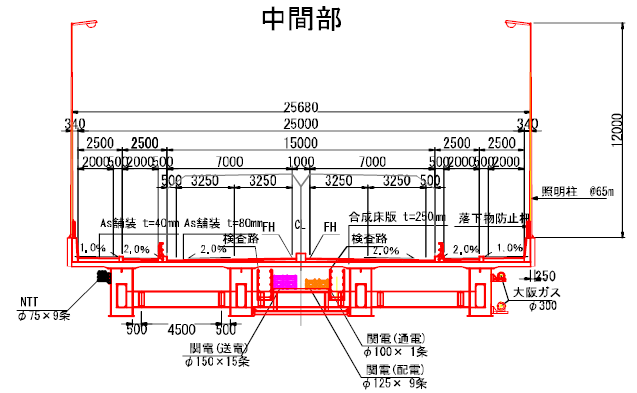 中間部
25680
340 25000 340
2500 2500 15000 2500 2500
2000 500 2000 500 7000 1000 7000 500 2000 500 2000
500 3250 3250 3250 3250 500
12000
照明柱 @65m
As舗装 t=40mm As舗装 t=80mm FH CL FH 合成床版 t=250mm 落下物防止柵
検査路 検査路
1.0% 2.0% 2.0% 2.0% 2.0% 1.0%
250
NTT
φ75×9条
大阪ガス
φ300
500 4500 500
関電(送電)
φ150×15条
関電(通電)
φ100×1条
関電(配電)
φ125×9条